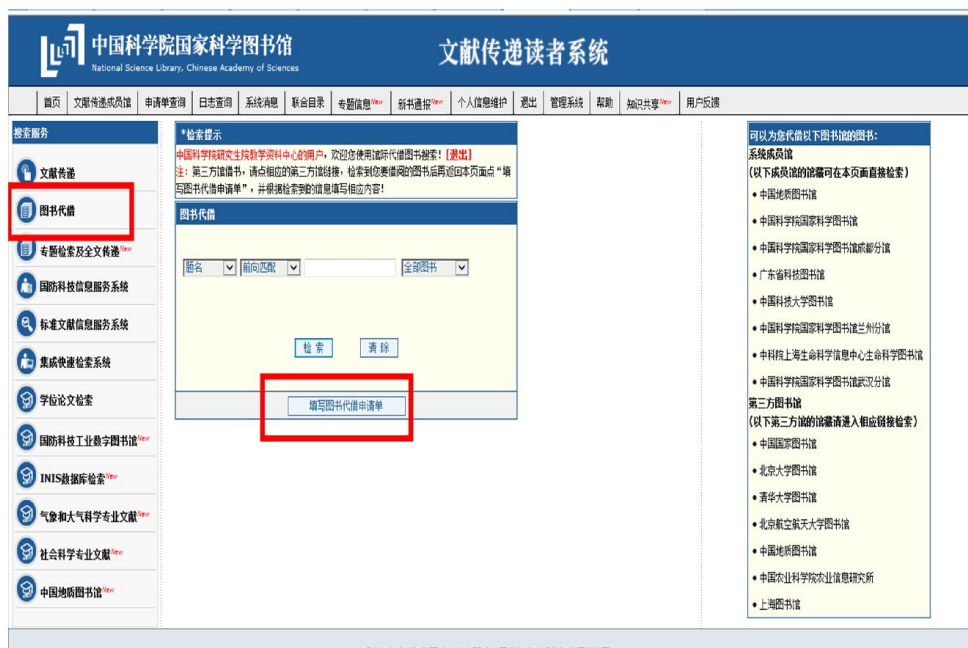 中国科学院国家科学图书馆
National Science Library, Chinese Academy of Sciences
文献传递读者系统
首页 文献传递成员馆 申请单查询 日志查询 系统消息 联合目录 专题信息New 新书通报New 个人信息维护 退出 管理系统 帮助 知识共享New 用户反馈
搜索服务
文献传递
图书代借
专题检索及全文传递New
国防科技信息服务系统
标准文献信息服务系统
集成快速检索系统
学位论文检索
国防科技工业数字图书馆New
INIS数据库检索New
气象和大气科学专业文献New
社会科学专业文献New
中国地质图书馆New
*检索提示
中国科学院研究生院教学资料中心的用户，欢迎您使用馆际代借图书搜索！[退出]
注：第三方馆借书，请点相应的第三方馆链接，检索到您要借阅的图书后再返回本页面点“填
写图书代借申请单”，并根据检索到的信息填写相应内容！
图书代借
题名 前向匹配 全部图书
检 索 清 除
填写图书代借申请单
可以为您代借以下图书馆的图书：
系统成员馆
(以下成员馆的馆藏可在本页面直接检索)
• 中国地质图书馆
• 中国科学院国家科学图书馆
• 中国科学院国家科学图书馆成都分馆
• 广东省科技图书馆
• 中国科技大学图书馆
• 中国科学院国家科学图书馆兰州分馆
• 中科院上海生命科学信息中心生命科学图书馆
• 中国科学院国家科学图书馆武汉分馆
第三方图书馆
(以下第三方馆的馆藏请进入相应链接检索)
• 中国国家图书馆
• 北京大学图书馆
• 清华大学图书馆
• 北京航空航天大学图书馆
• 中国地质图书馆
• 中国农业科学院农业信息研究所
• 上海图书馆